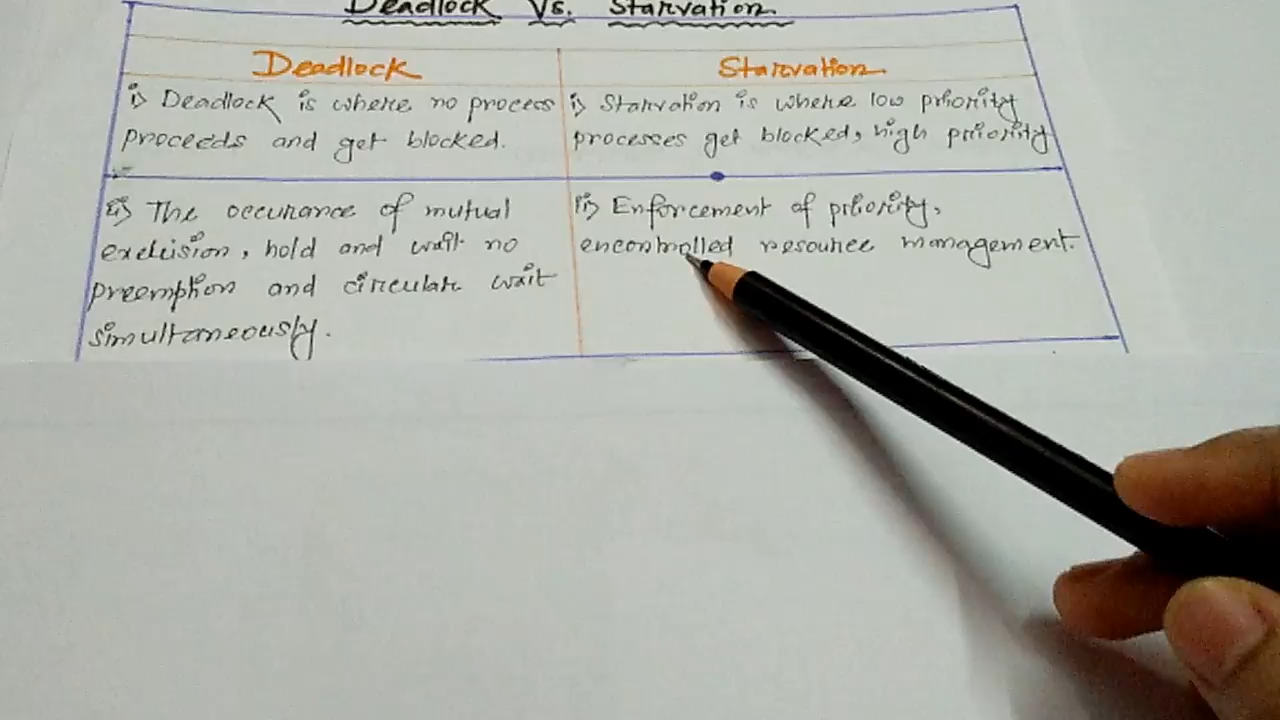 Deadlock Vs. Starvation
Deadlock
i) Deadlock is where no process
proceeds and get blocked.
ii) The occurance of mutual
exclusion, hold and wait no
preemption and circular wait
simultaneously.
Starvation
i) Starvation is where low priority
processes get blocked, high priority
ii) Enforcement of priority,
encontrolled resource management.